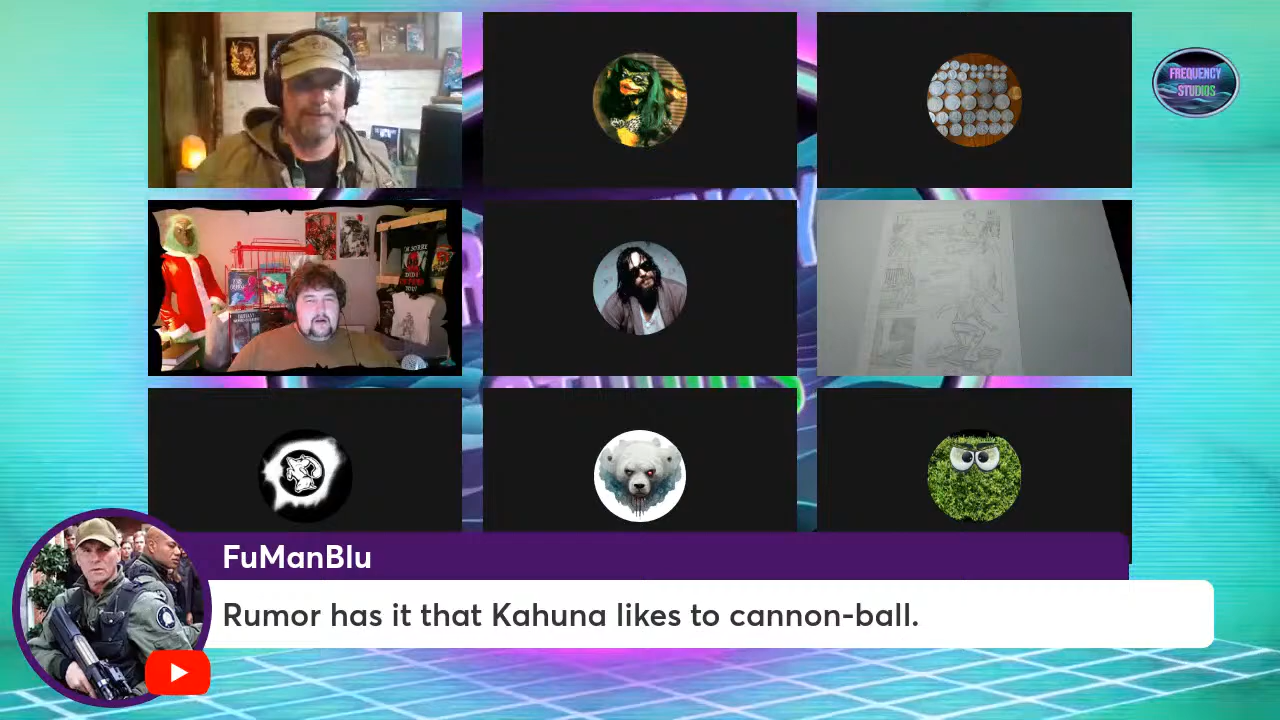 FREQUENCY
STUDIOS
FuManBlu
Rumor has it that Kahuna likes to cannon-ball.